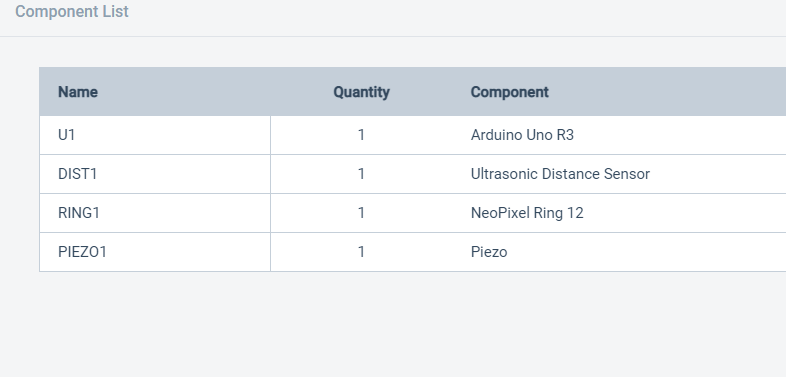 Component List
Name Quantity Component
U1 1 Arduino Uno R3
DIST1 1 Ultrasonic Distance Sensor
RING1 1 NeoPixel Ring 12
PIEZO1 1 Piezo